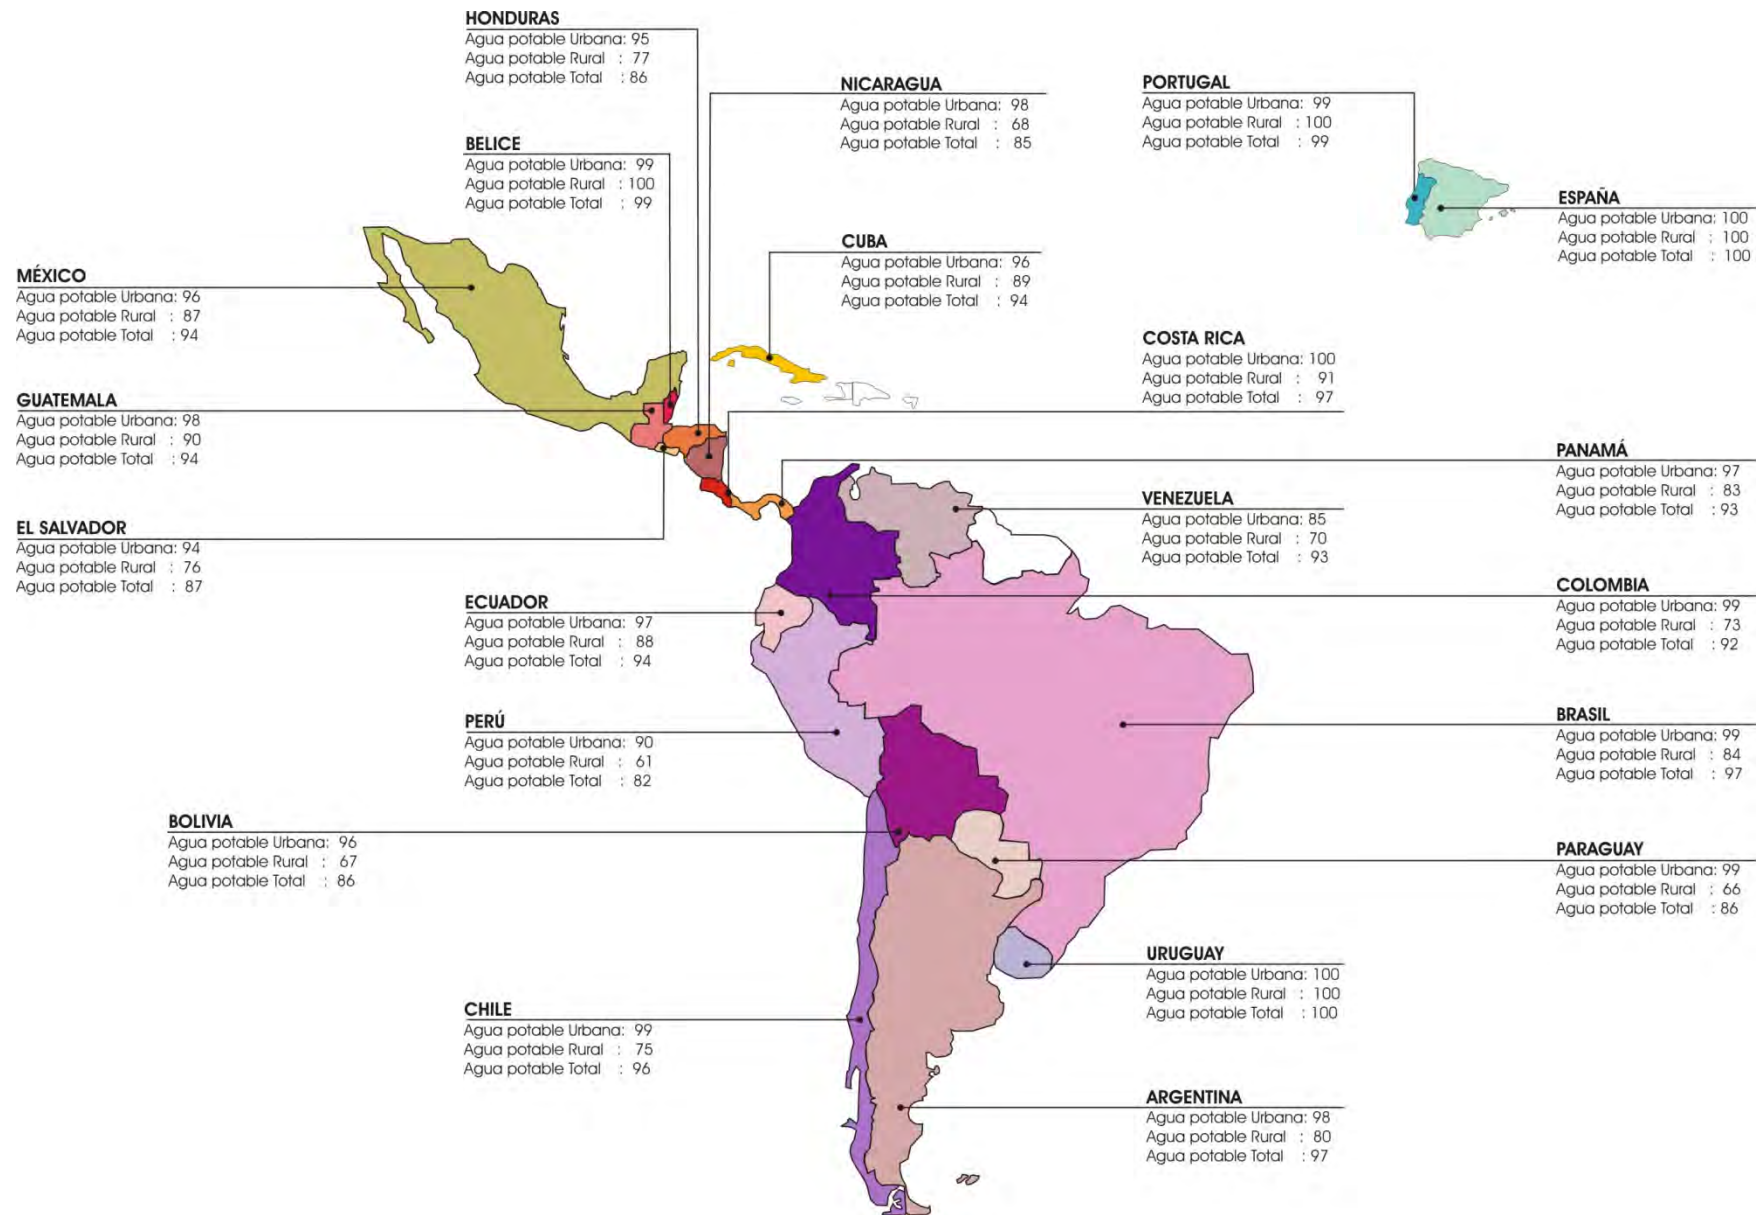 HONDURAS
Agua potable Urbana: 95
Agua potable Rural : 77
Agua potable Total : 86
NICARAGUA
Agua potable Urbana: 98
Agua potable Rural : 68
Agua potable Total : 85
PORTUGAL
Agua potable Urbana: 99
Agua potable Rural : 100
Agua potable Total : 99
BELICE
Agua potable Urbana: 99
Agua potable Rural : 100
Agua potable Total : 99
ESPAÑA
Agua potable Urbana: 100
Agua potable Rural : 100
Agua potable Total : 100
CUBA
Agua potable Urbana: 96
Agua potable Rural : 89
Agua potable Total : 94
MÉXICO
Agua potable Urbana: 96
Agua potable Rural : 87
Agua potable Total : 94
COSTA RICA
Agua potable Urbana: 100
Agua potable Rural : 91
Agua potable Total : 97
GUATEMALA
Agua potable Urbana: 98
Agua potable Rural : 90
Agua potable Total : 94
PANAMÁ
Agua potable Urbana: 97
Agua potable Rural : 83
Agua potable Total : 93
VENEZUELA
Agua potable Urbana: 85
Agua potable Rural : 70
Agua potable Total : 93
EL SALVADOR
Agua potable Urbana: 94
Agua potable Rural : 76
Agua potable Total : 87
COLOMBIA
Agua potable Urbana: 99
Agua potable Rural : 73
Agua potable Total : 92
ECUADOR
Agua potable Urbana: 97
Agua potable Rural : 88
Agua potable Total : 94
BRASIL
Agua potable Urbana: 99
Agua potable Rural : 84
Agua potable Total : 97
PERÚ
Agua potable Urbana: 90
Agua potable Rural : 61
Agua potable Total : 82
BOLIVIA
Agua potable Urbana: 96
Agua potable Rural : 67
Agua potable Total : 86
PARAGUAY
Agua potable Urbana: 99
Agua potable Rural : 66
Agua potable Total : 86
URUGUAY
Agua potable Urbana: 100
Agua potable Rural : 100
Agua potable Total : 100
CHILE
Agua potable Urbana: 99
Agua potable Rural : 75
Agua potable Total : 96
ARGENTINA
Agua potable Urbana: 98
Agua potable Rural : 80
Agua potable Total : 97